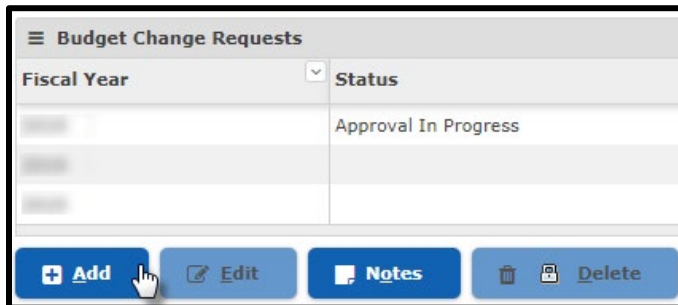 Budget Change Requests
Fiscal Year Status
Approval In Progress
Add Edit Notes Delete